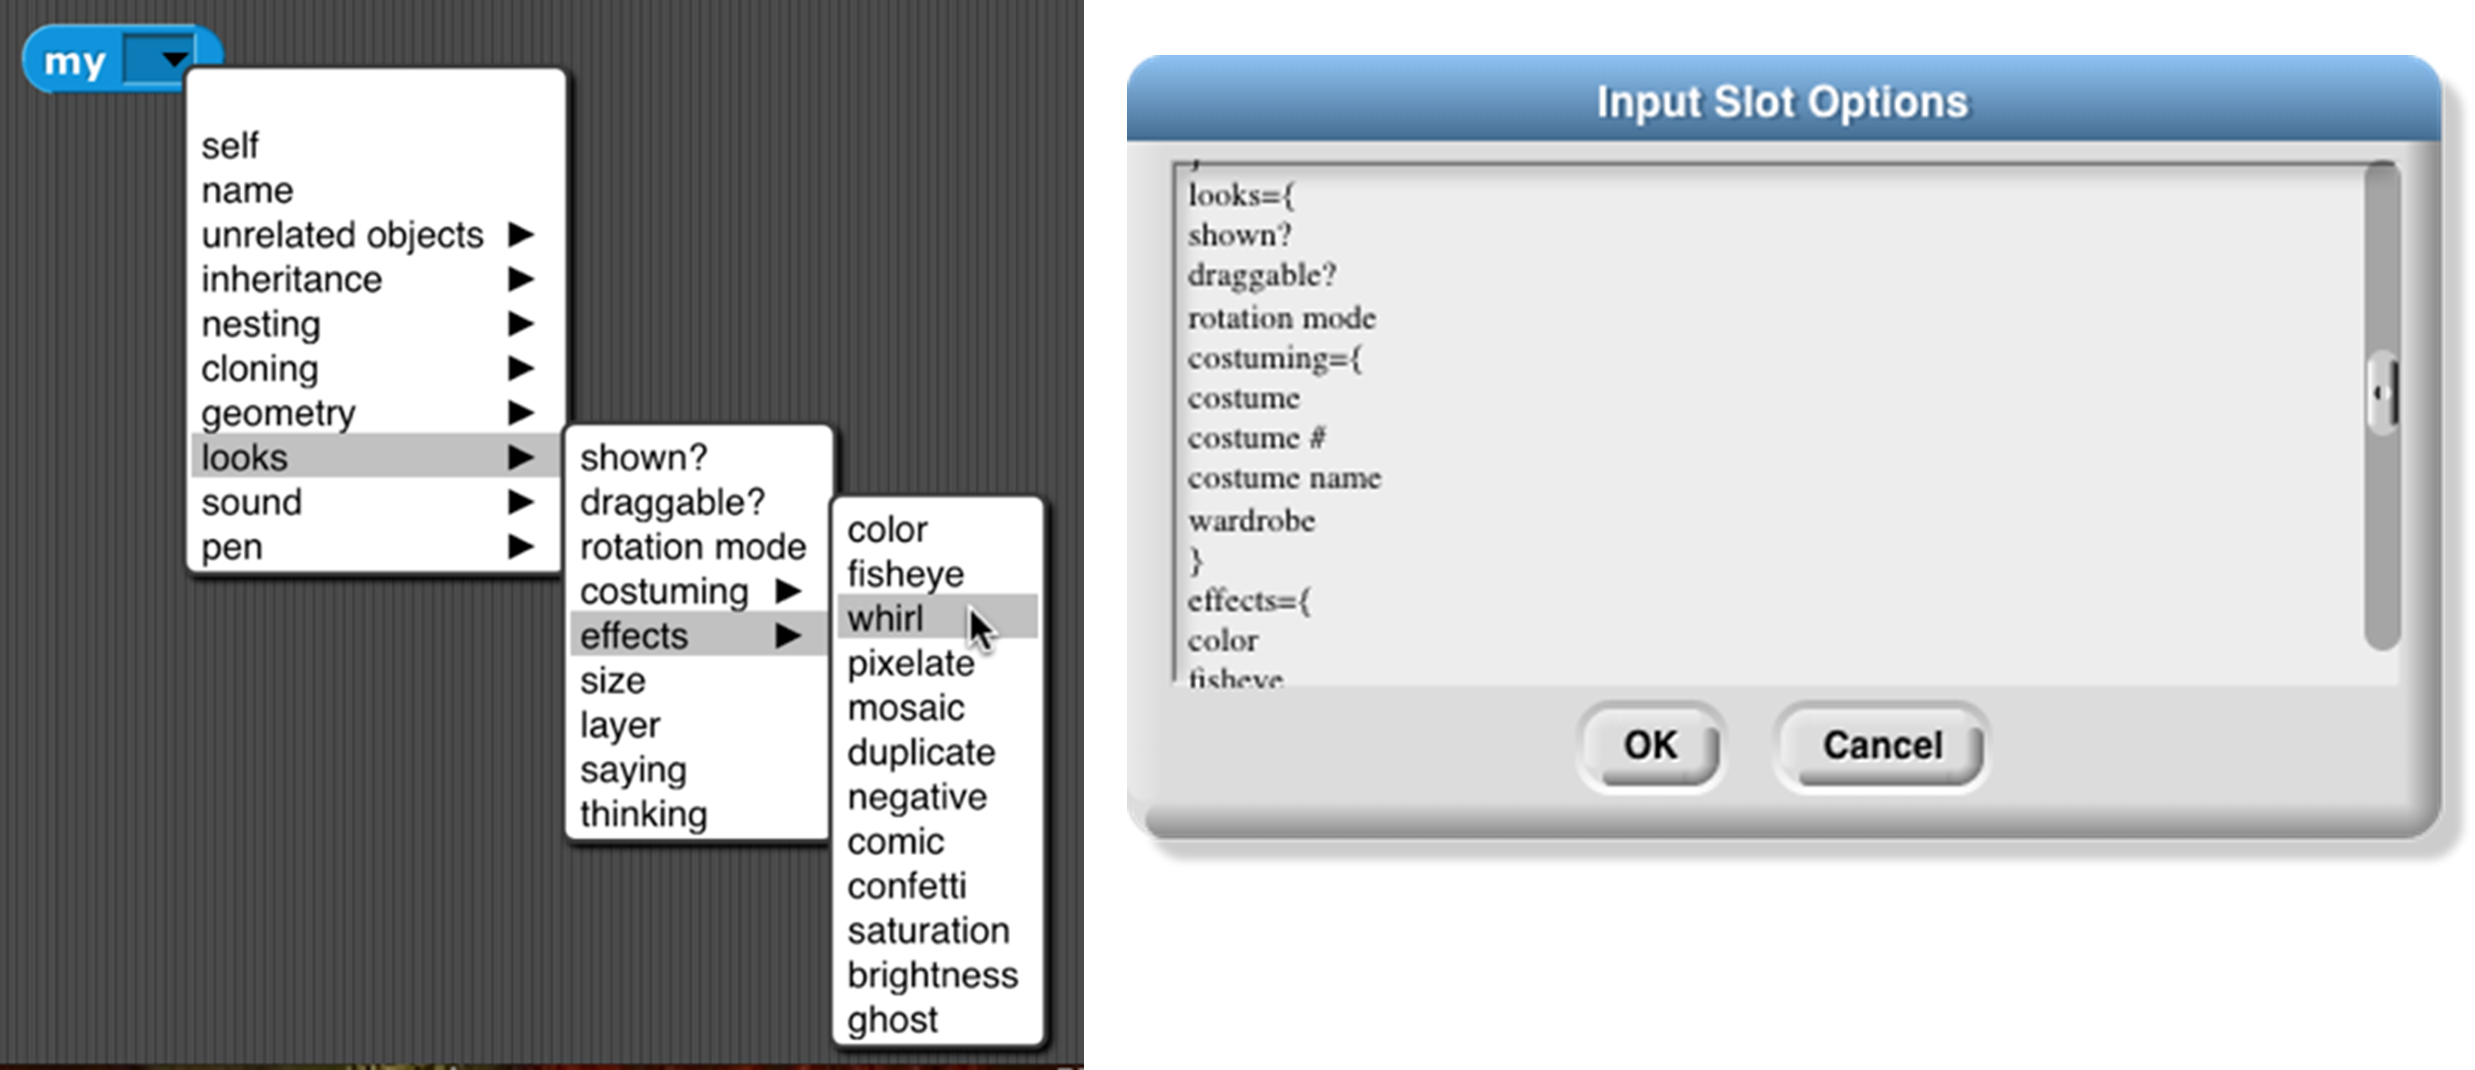 my
self
name
unrelated objects
inheritance
nesting
cloning
geometry
looks
sound
pen
shown?
draggable?
rotation mode
costuming
effects
size
layer
saying
thinking
color
fisheye
whirl
pixelate
mosaic
duplicate
negative
comic
confetti
saturation
brightness
ghost
Input Slot Options
}
looks={
shown?
draggable?
rotation mode
costuming={
costume
costume #
costume name
wardrobe
}
effects={
color
fisheye
OK
Cancel